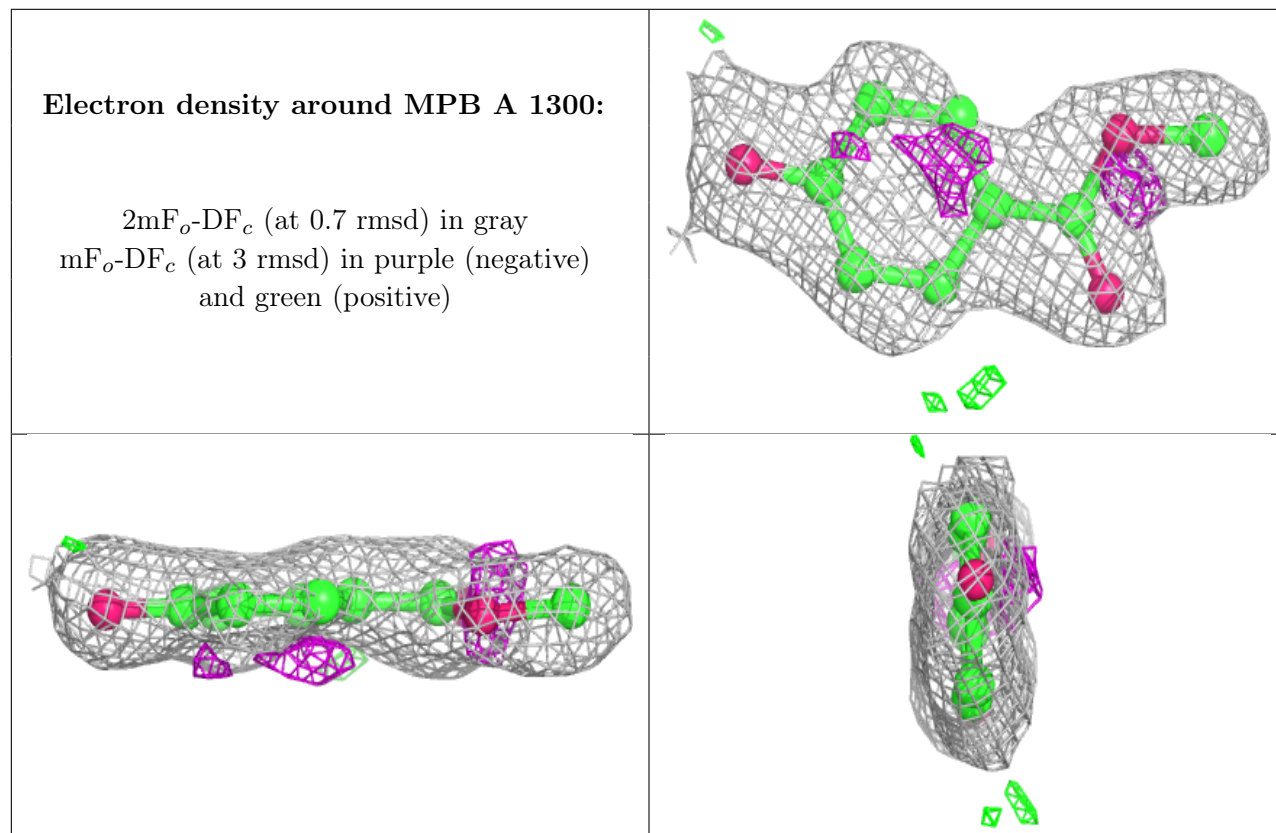 Electron density around MPB A 1300:
2mFo-DFc (at 0.7 rmsd) in gray
mFo-DFc (at 3 rmsd) in purple (negative)
and green (positive)